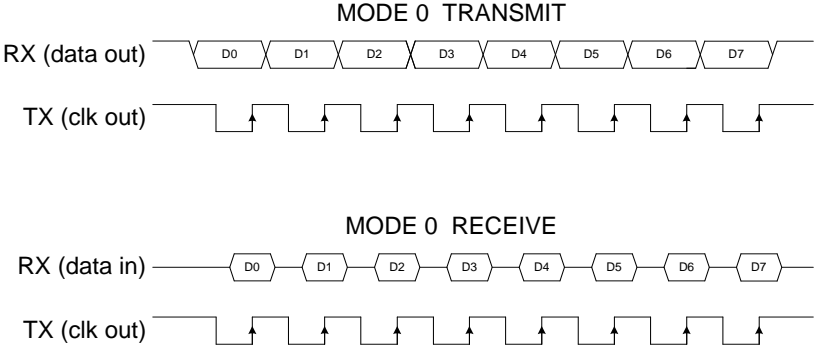 MODE 0 TRANSMIT
RX (data out) D0 D1 D2 D3 D4 D5 D6 D7
TX (clk out)
MODE 0 RECEIVE
RX (data in) D0 D1 D2 D3 D4 D5 D6 D7
TX (clk out)